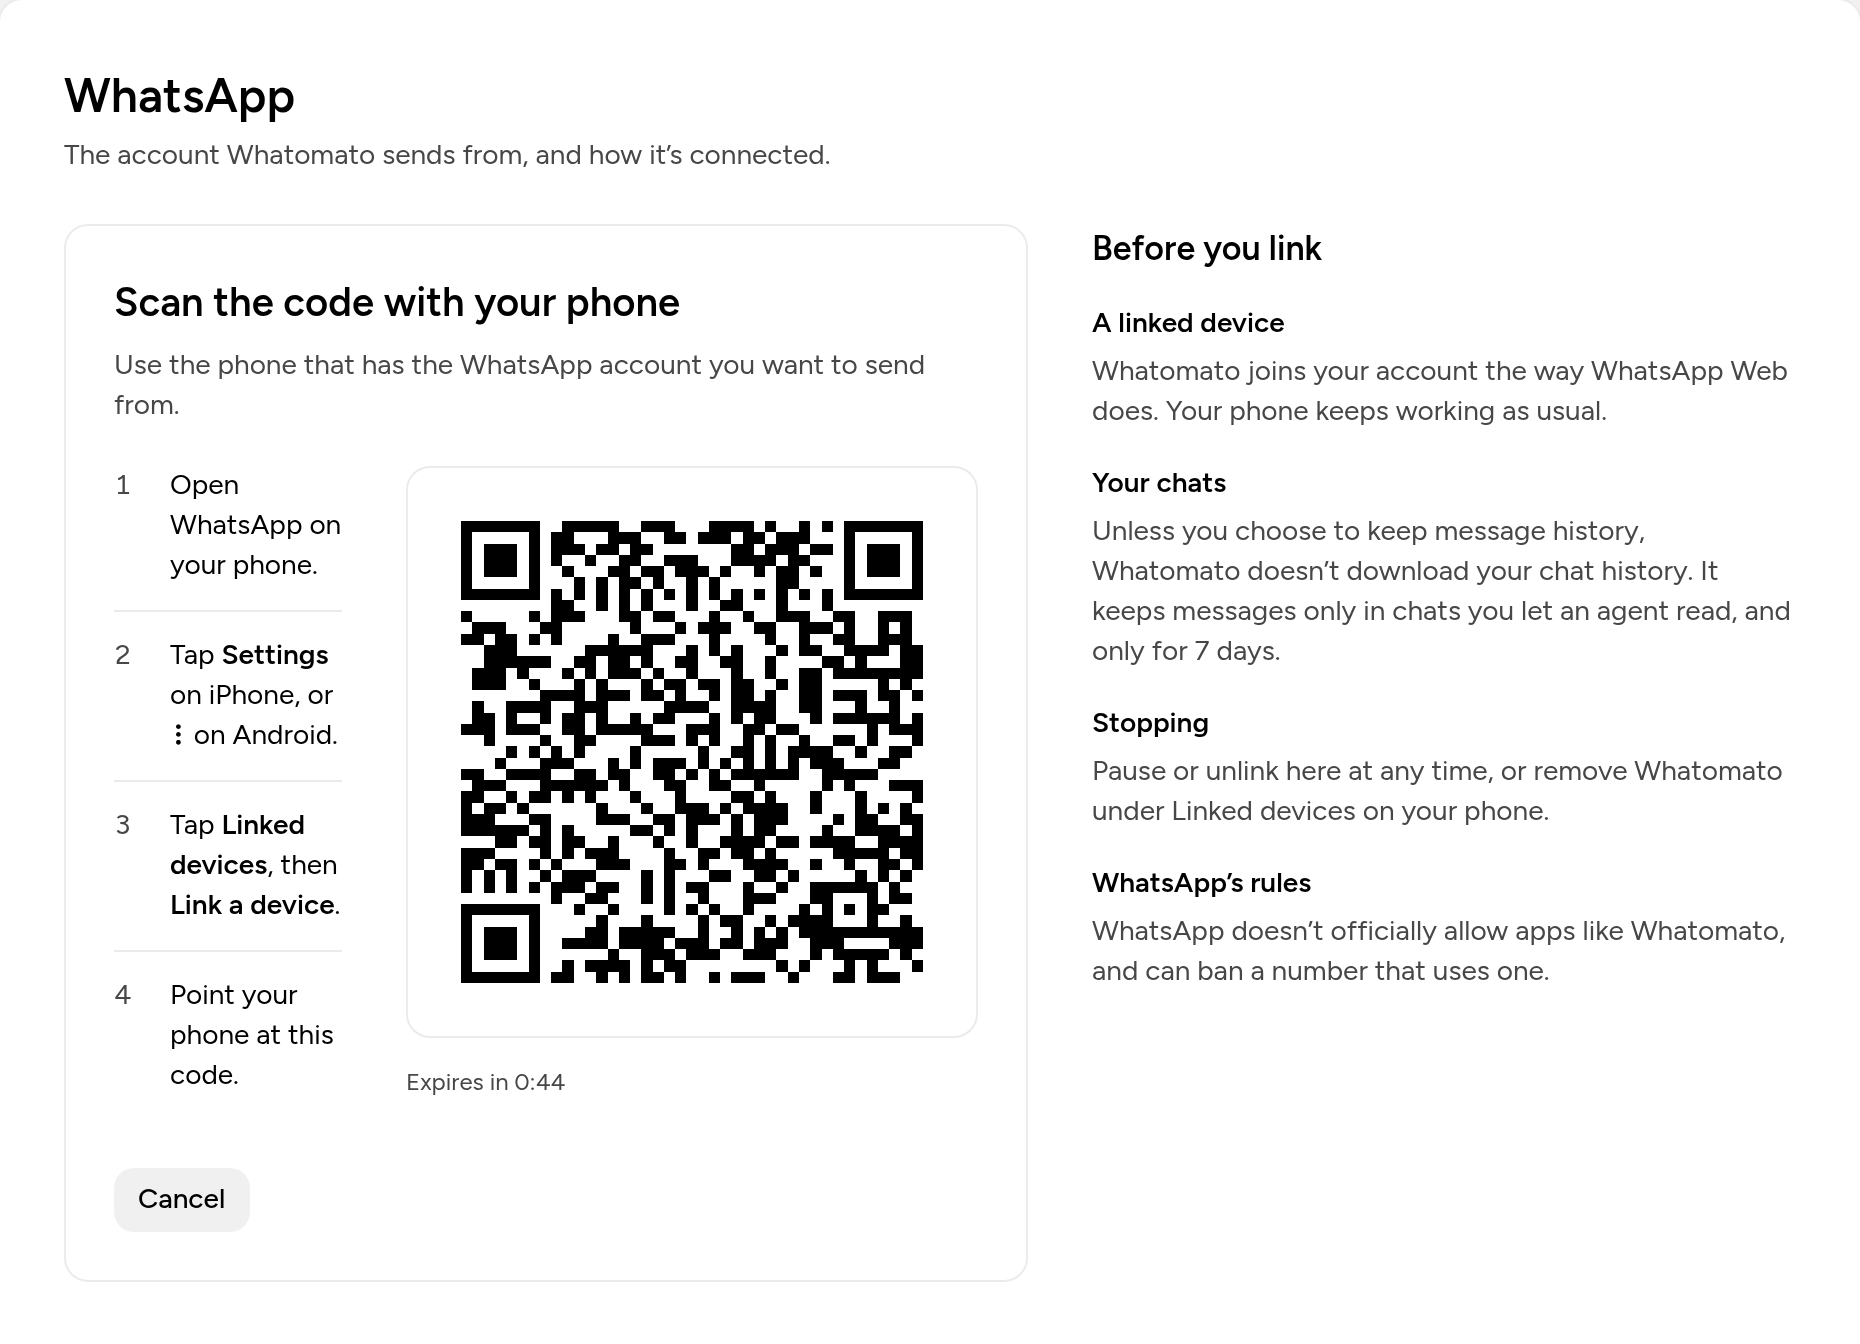 WhatsApp
The account Whatomato sends from, and how it’s connected.
Scan the code with your phone
Use the phone that has the WhatsApp account you want to send
from.
1 Open
WhatsApp on
your phone.
2 Tap Settings
on iPhone, or
⋮ on Android.
3 Tap Linked
devices, then
Link a device.
4 Point your
phone at this
code.
Expires in 0:44
Cancel
Before you link
A linked device
Whatomato joins your account the way WhatsApp Web
does. Your phone keeps working as usual.
Your chats
Unless you choose to keep message history,
Whatomato doesn’t download your chat history. It
keeps messages only in chats you let an agent read, and
only for 7 days.
Stopping
Pause or unlink here at any time, or remove Whatomato
under Linked devices on your phone.
WhatsApp’s rules
WhatsApp doesn’t officially allow apps like Whatomato,
and can ban a number that uses one.